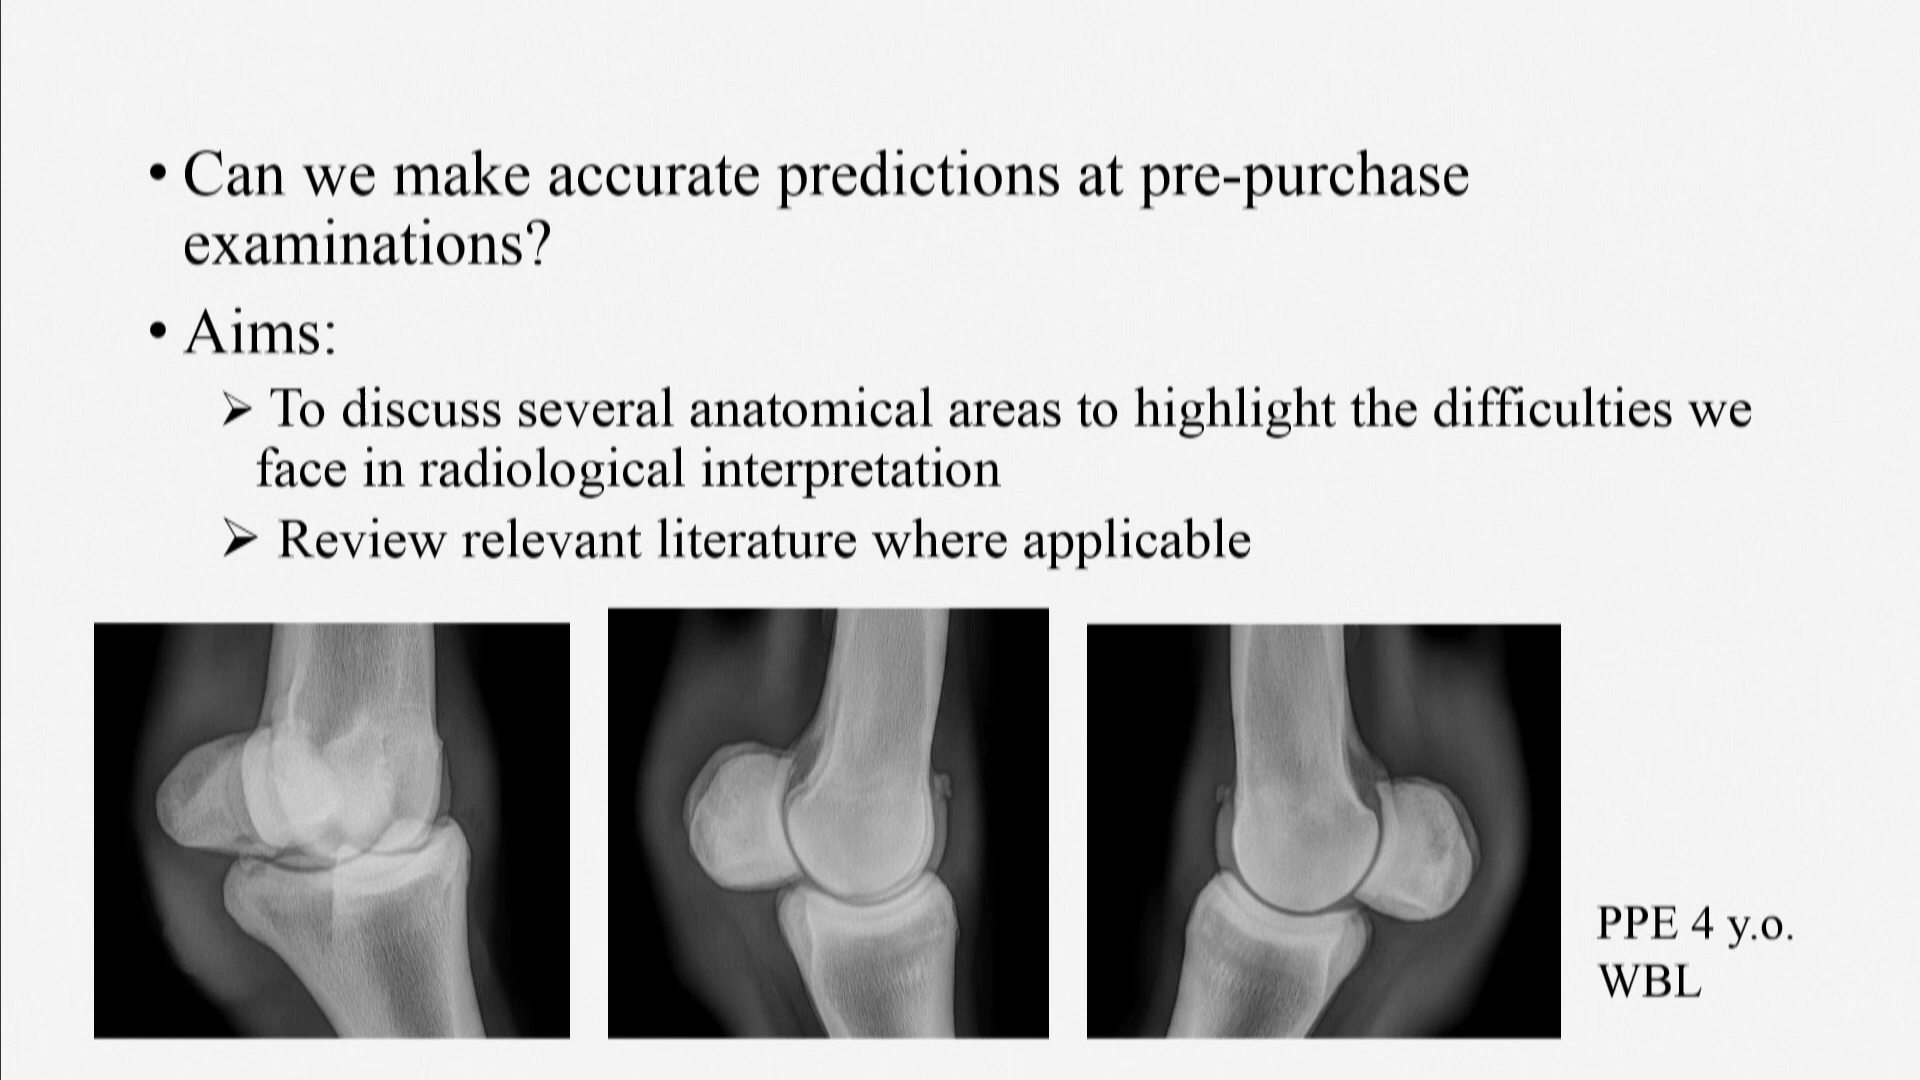 • Can we make accurate predictions at pre-purchase
examinations?
• Aims:
➢ To discuss several anatomical areas to highlight the difficulties we
face in radiological interpretation
➢ Review relevant literature where applicable
PPE 4 y.o.
WBL